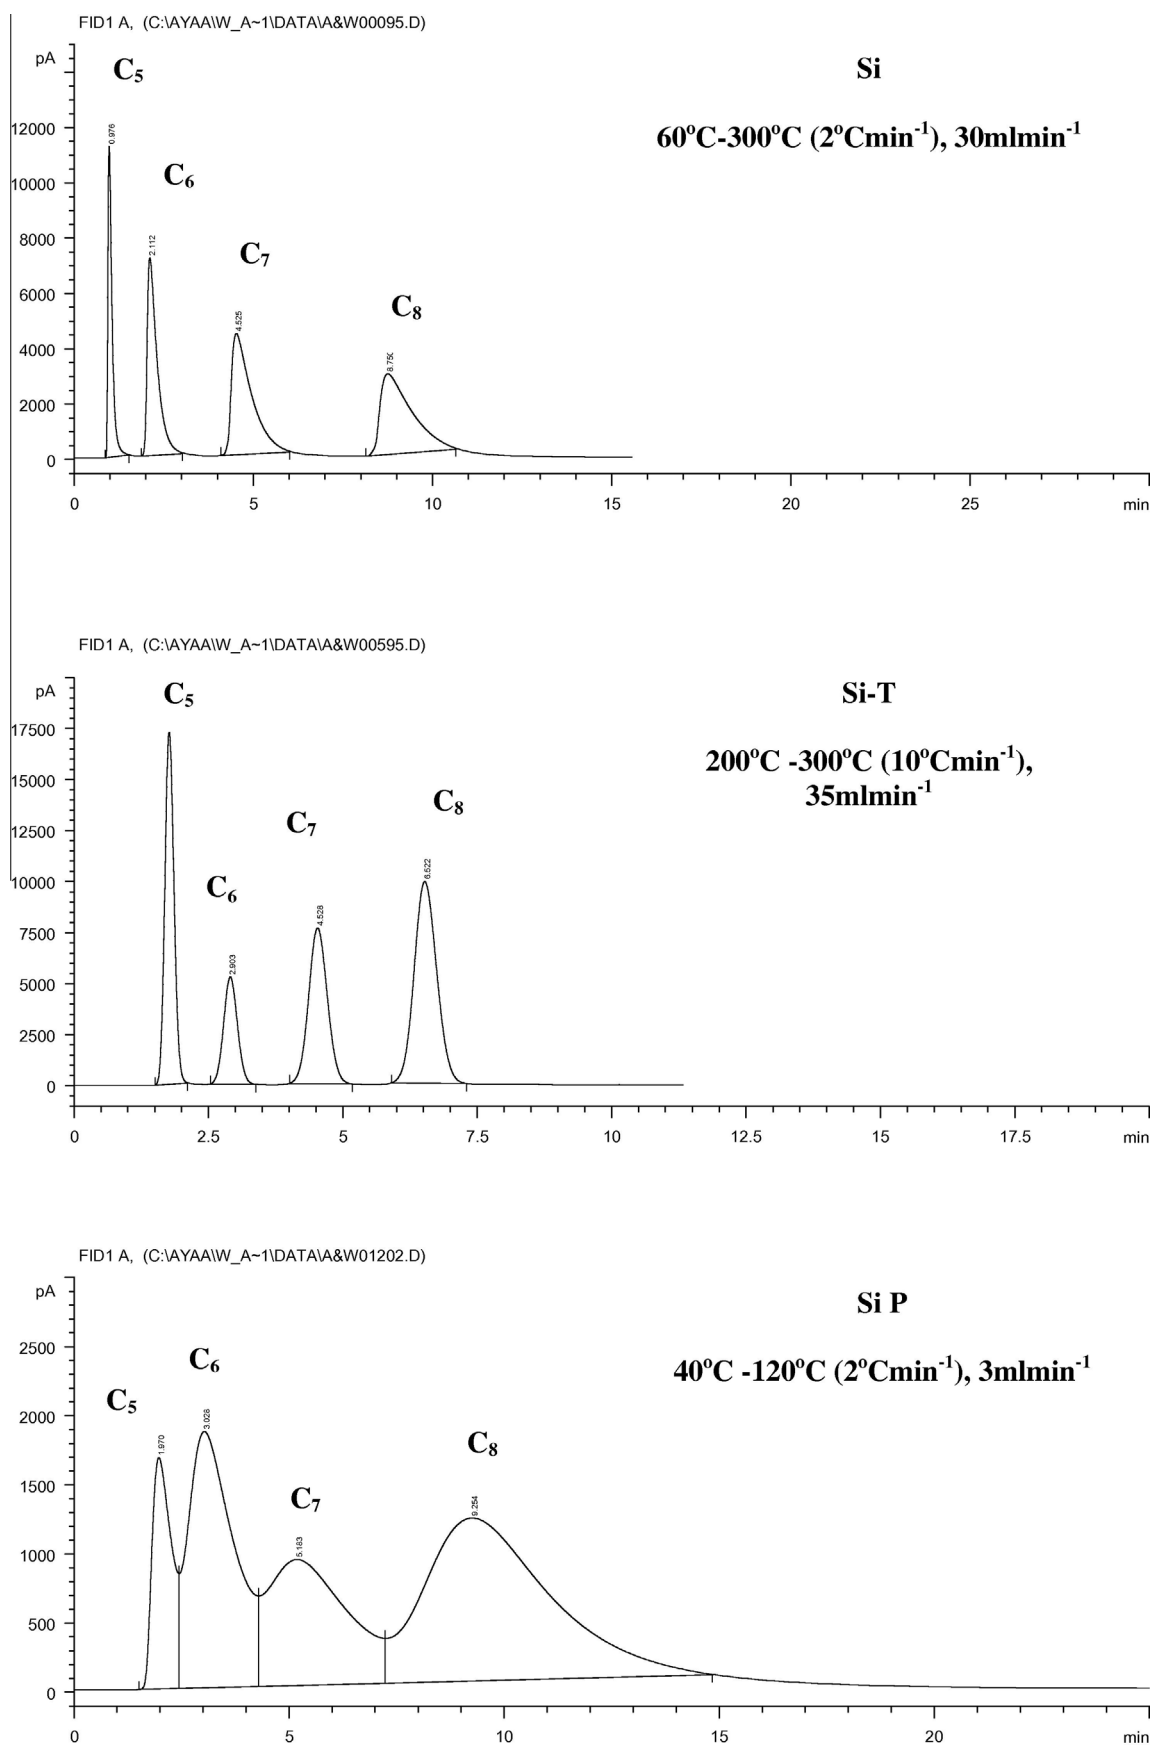 FID1 A, (C:\AYAA\W_A~1\DATA\A&W00095.D)
pA
C5
Si
60°C-300°C (2°Cmin-1), 30mlmin-1
12000
10000
8000
6000
4000
2000
0
0.976
C6
2.112
C7
4.525
C8
8.750
0 5 10 15 20 25 min
FID1 A, (C:\AYAA\W_A~1\DATA\A&W00595.D)
pA
C5
Si-T
200°C -300°C (10°Cmin-1),
35mlmin-1
17500
15000
12500
10000
7500
5000
2500
0
C6
2.903
C7
4.528
C8
6.522
0 2.5 5 7.5 10 12.5 15 17.5 min
FID1 A, (C:\AYAA\W_A~1\DATA\A&W01202.D)
pA
Si P
40°C -120°C (2°Cmin-1), 3mlmin-1
2500
2000
1500
1000
500
0
C5
1.970
C6
3.026
C7
5.183
C8
9.254
0 5 10 15 20 min